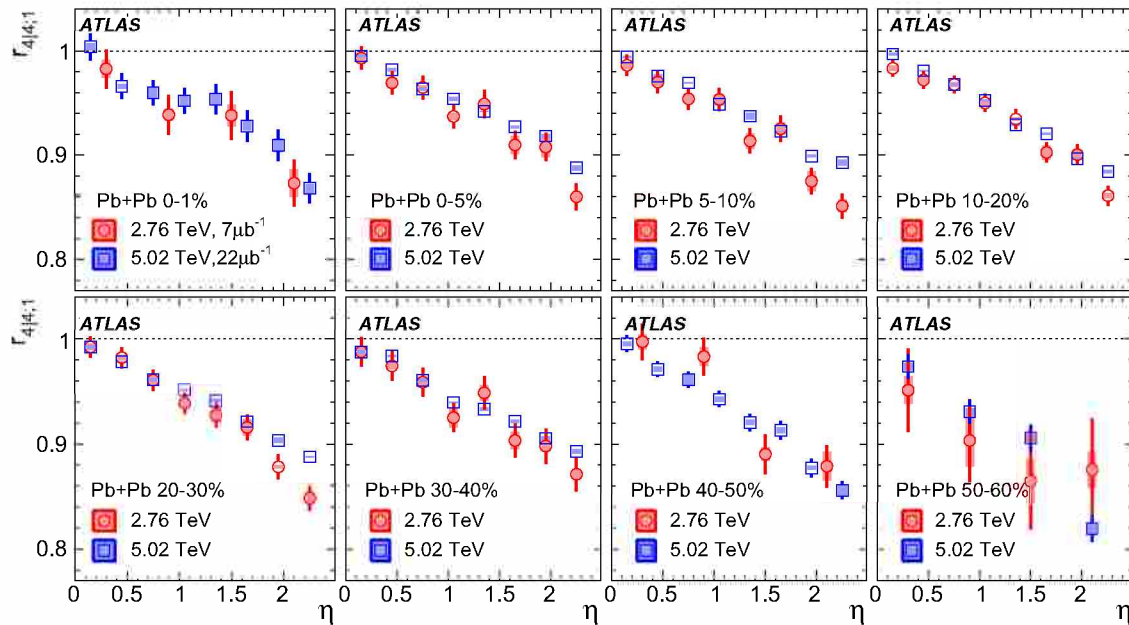 r4|4;1
ATLAS
ATLAS
ATLAS
ATLAS
1
0.9
0.8
Pb+Pb 0-1%
2.76 TeV, 7μb-1
5.02 TeV,22μb-1
Pb+Pb 0-5%
2.76 TeV
5.02 TeV
Pb+Pb 5-10%
2.76 TeV
5.02 TeV
Pb+Pb 10-20%
2.76 TeV
5.02 TeV
r4|4;1
ATLAS
ATLAS
ATLAS
ATLAS
1
0.9
0.8
Pb+Pb 20-30%
2.76 TeV
5.02 TeV
Pb+Pb 30-40%
2.76 TeV
5.02 TeV
Pb+Pb 40-50%
2.76 TeV
5.02 TeV
Pb+Pb 50-60%
2.76 TeV
5.02 TeV
0 0.5 1 1.5 2 η
0 0.5 1 1.5 2 η
0 0.5 1 1.5 2 η
0 0.5 1 1.5 2 η